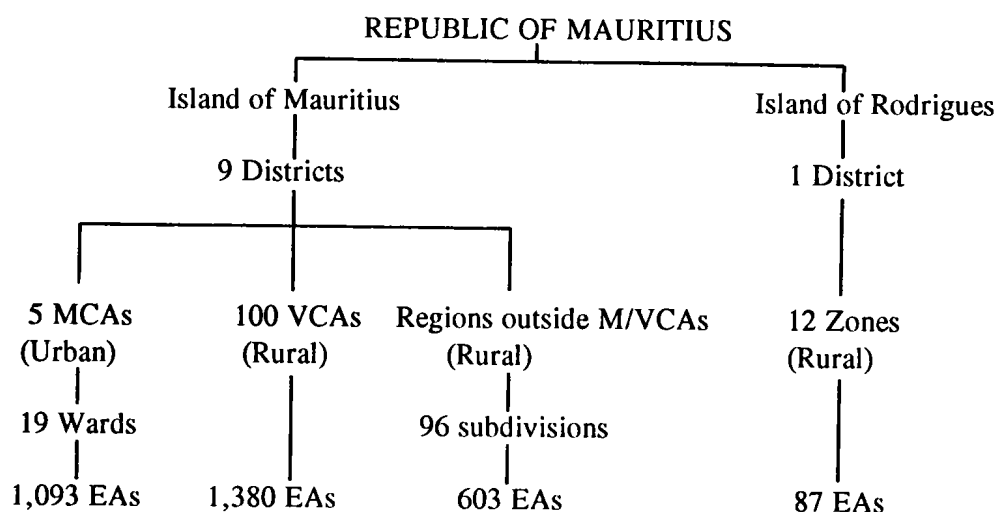 REPUBLIC OF MAURITIUS
Island of Mauritius
Island of Rodrigues
9 Districts
1 District
5 MCAs
(Urban)
100 VCAs
(Rural)
Regions outside M/VCAs
(Rural)
12 Zones
(Rural)
19 Wards
96 subdivisions
1,093 EAs
1,380 EAs
603 EAs
87 EAs